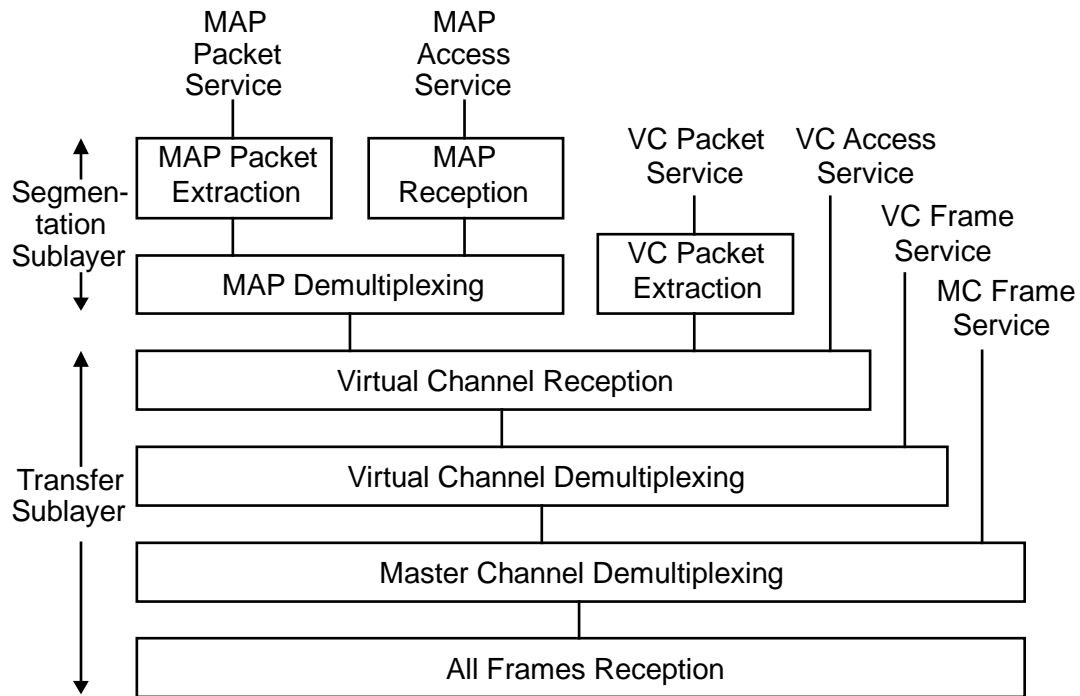 MAP
Packet
Service
MAP
Access
Service
MAP Packet
Extraction
MAP
Reception
VC Packet
Service
VC Access
Service
VC Frame
Service
MC Frame
Service
Segmen-
tation
Sublayer
VC Packet
Extraction
MAP Demultiplexing
Virtual Channel Reception
Virtual Channel Demultiplexing
Transfer
Sublayer
Master Channel Demultiplexing
All Frames Reception